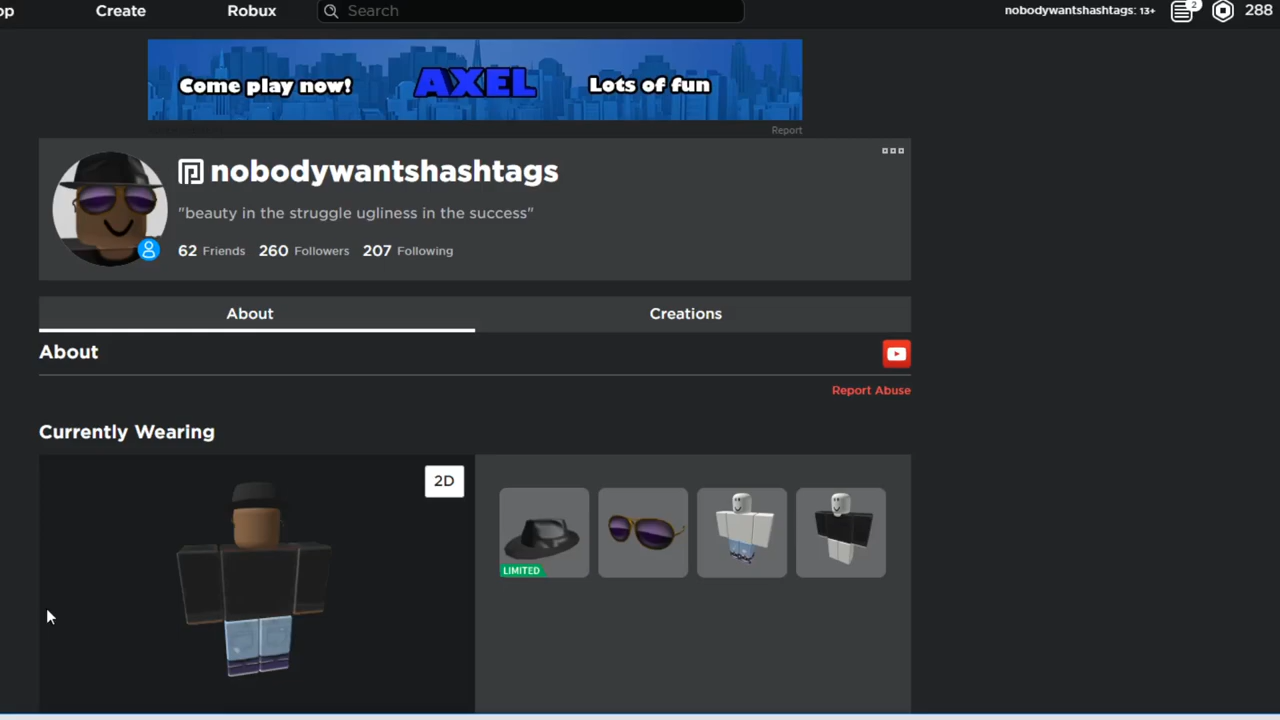 op Create Robux Search nobodywantshashtags: 13+ 2 288
Come play now! AXEL Lots of fun
Report
nobodywantshashtags
"beauty in the struggle ugliness in the success"
62 Friends 260 Followers 207 Following
About Creations
About
Report Abuse
Currently Wearing
2D
LIMITED